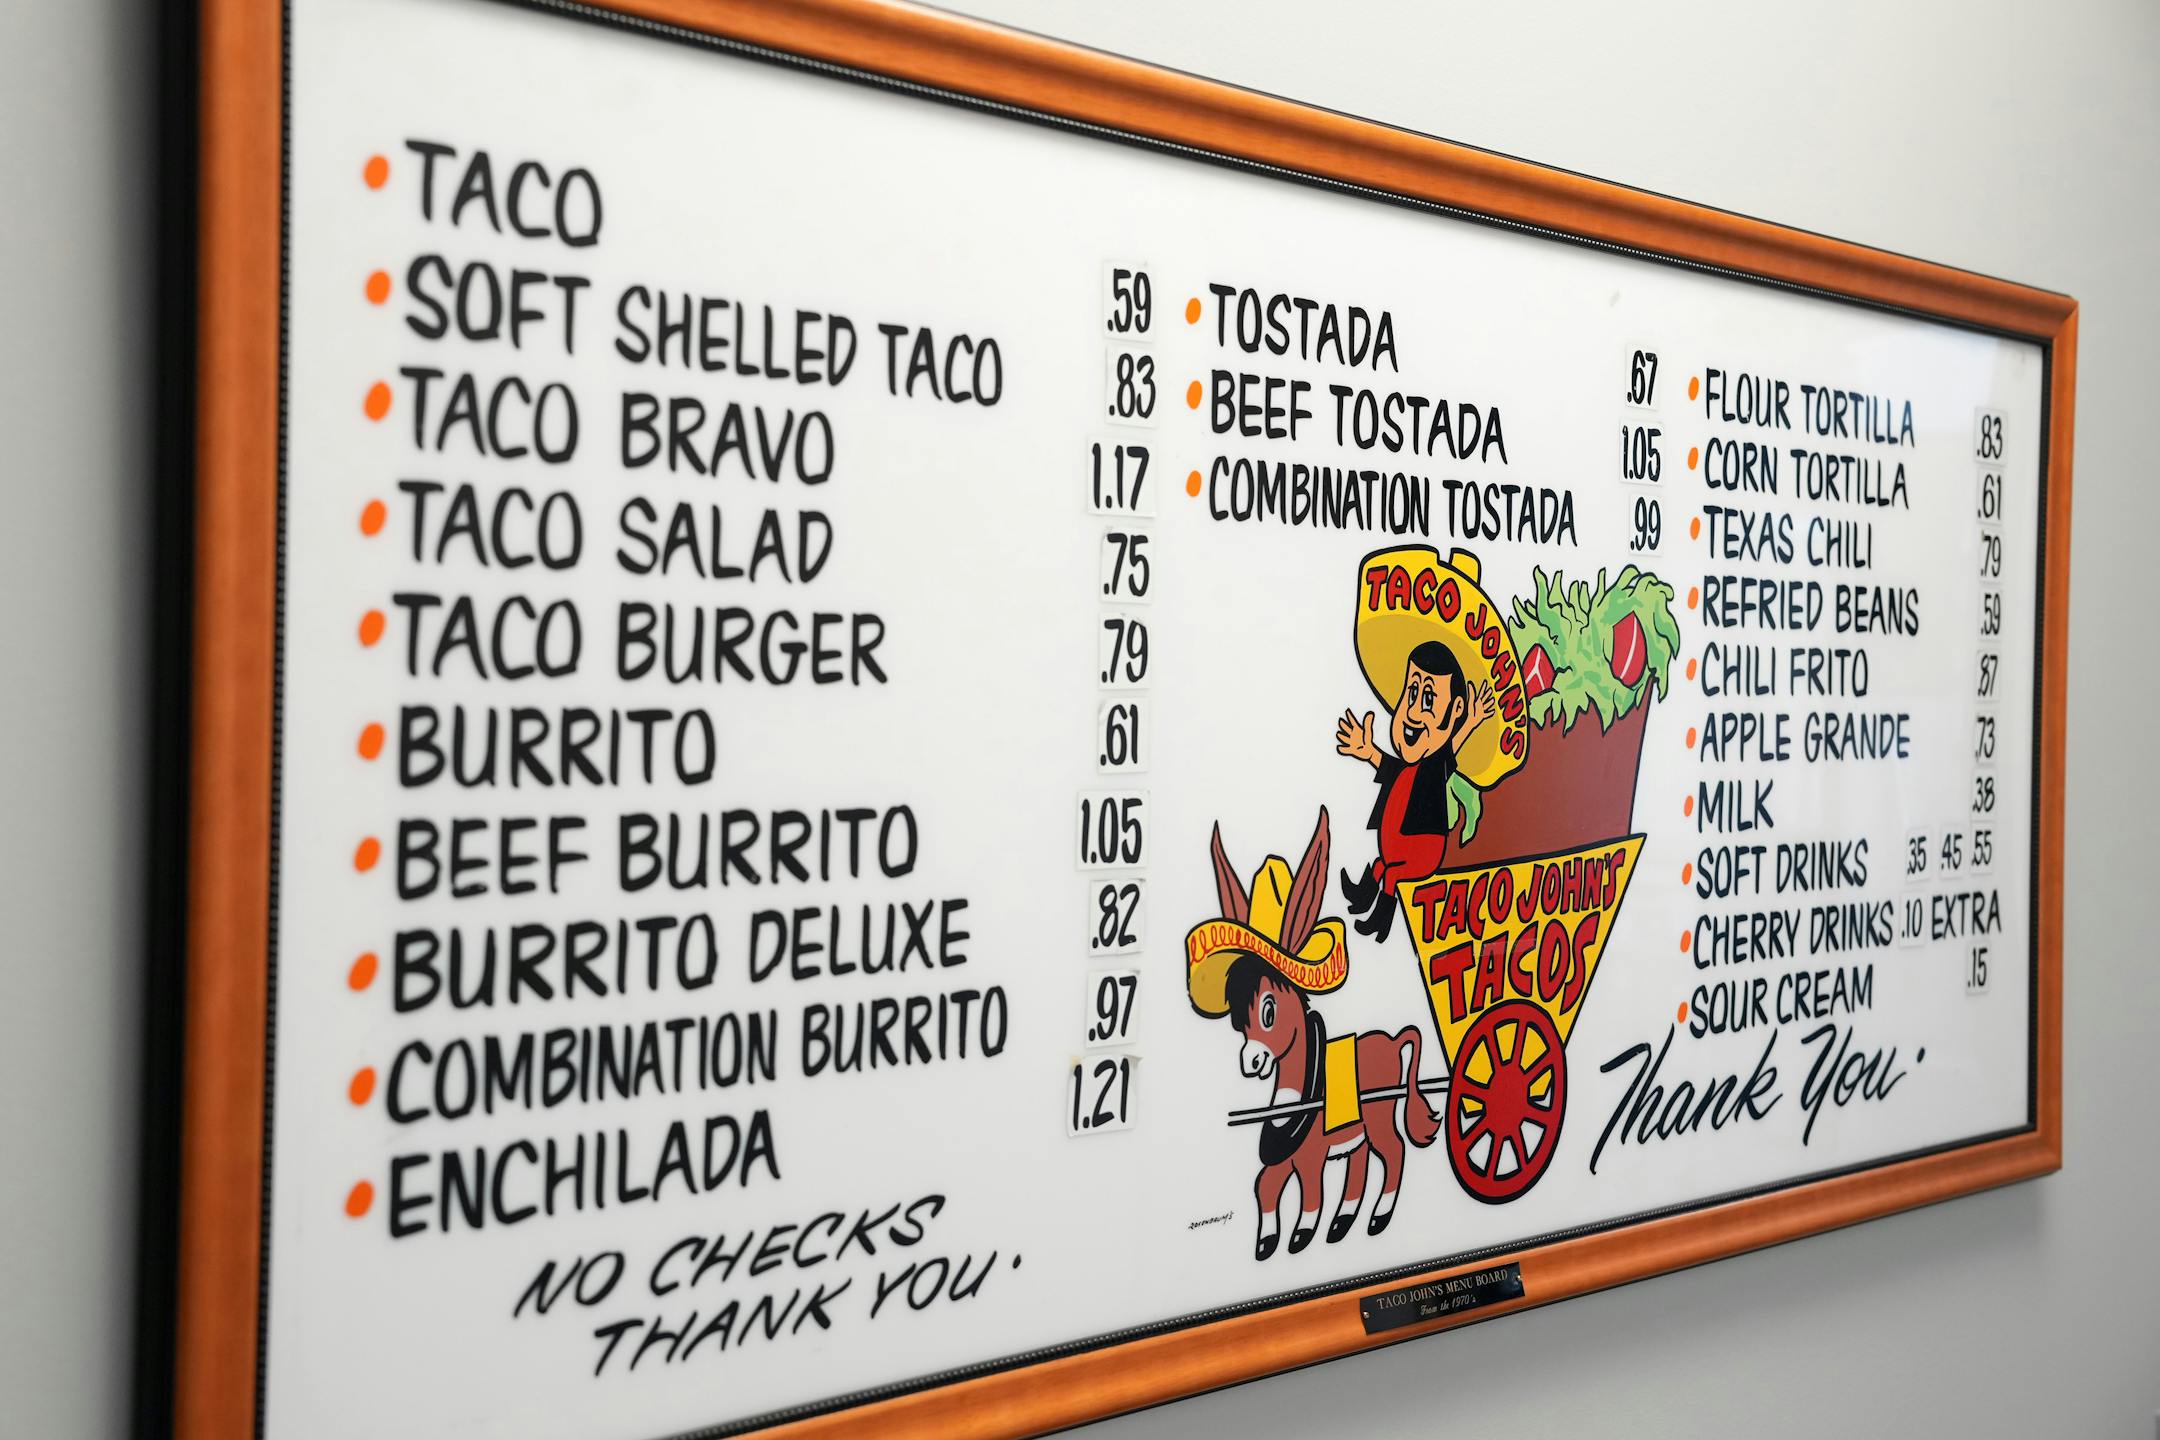 TACO .59
SOFT SHELLED TACO .83
TACO BRAVO 1.17
TACO SALAD .75
TACO BURGER .79
BURRITO .61
BEEF BURRITO 1.05
BURRITO DELUXE .82
COMBINATION BURRITO .97
ENCHILADA 1.21
NO CHECKS
THANK YOU.
TOSTADA .67
BEEF TOSTADA 1.05
COMBINATION TOSTADA .99
TACO JOHN'S
TACO JOHN'S
TACOS
ROSENBAUM'S
FLOUR TORTILLA .83
CORN TORTILLA .61
TEXAS CHILI .79
REFRIED BEANS .59
CHILI FRITO .87
APPLE GRANDE .73
MILK .38
SOFT DRINKS .35 .45 .55
CHERRY DRINKS .10 EXTRA
SOUR CREAM .15
Thank You.
TACO JOHN'S MENU BOARD
From the 1970's